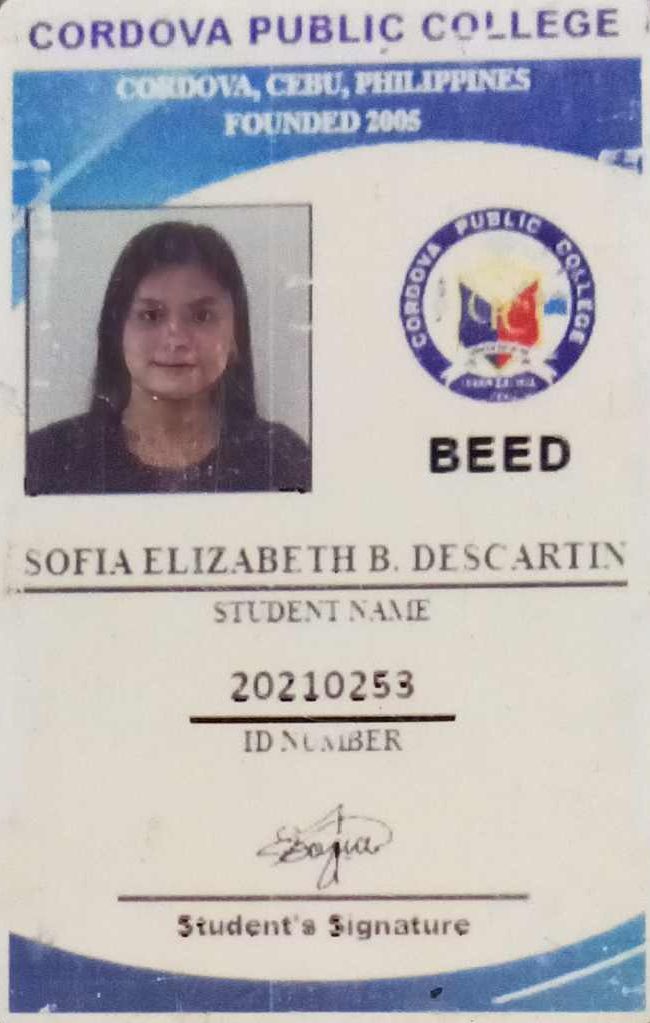 CORDOVA PUBLIC COLLEGE
CORDOVA, CEBU, PHILIPPINES
FOUNDED 2005
CORDOVA PUBLIC COLLEGE
BEED
SOFIA ELIZABETH B. DESCARTIN
STUDENT NAME
20210253
ID NUMBER
Sofia
Student's Signature